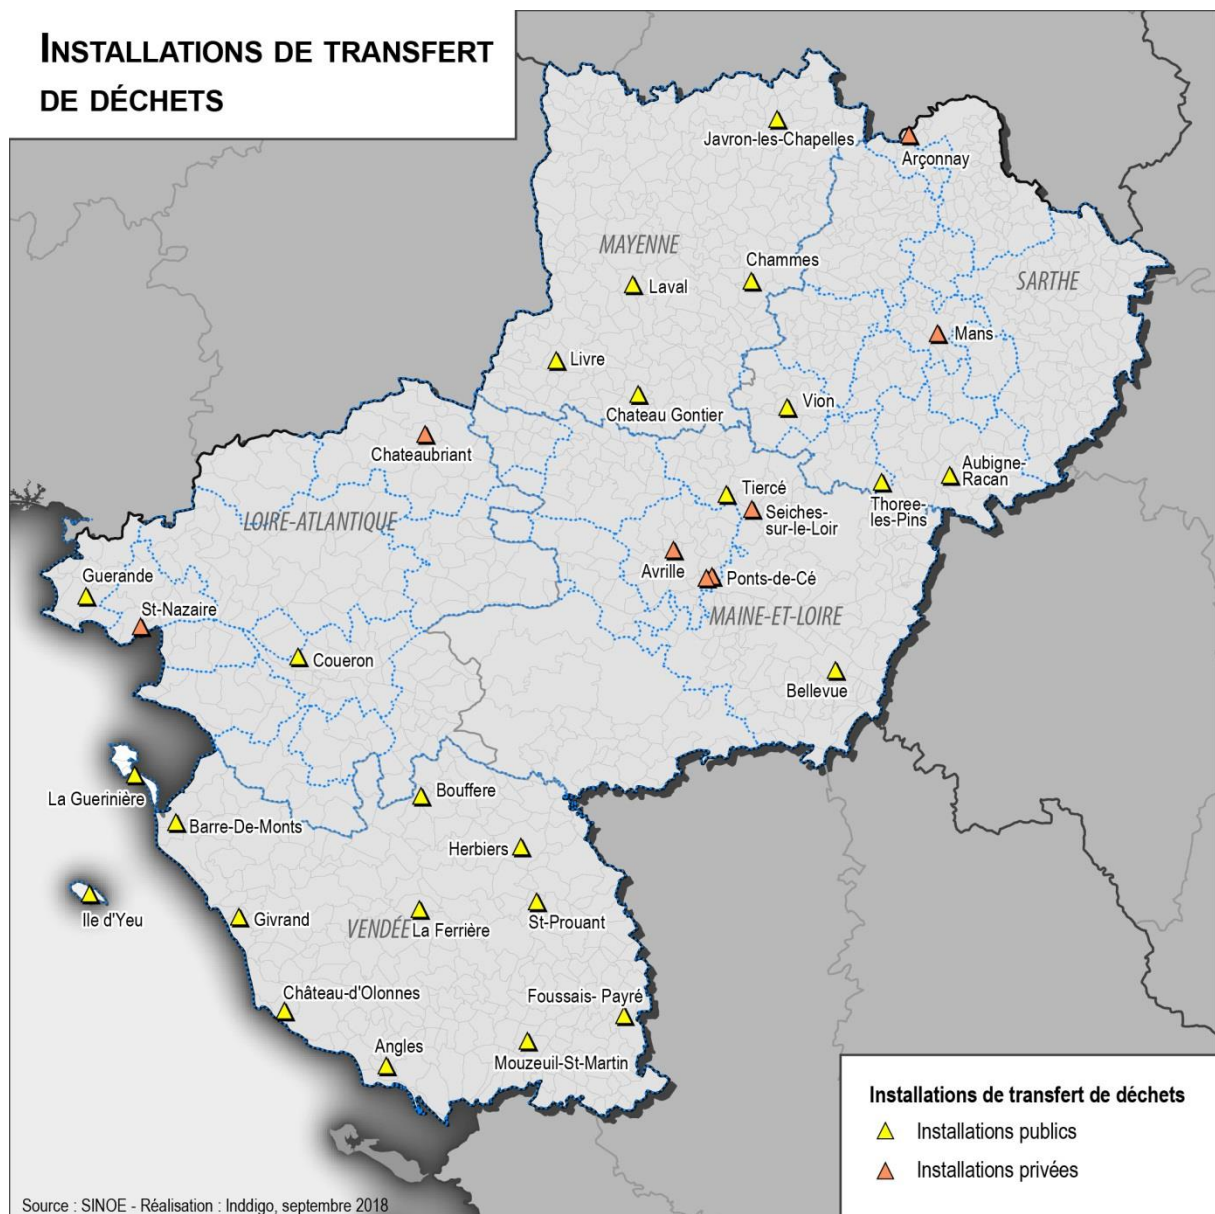 INSTALLATIONS DE TRANSFERT
DE DÉCHETS
Javron-les-Chapelles
Arçonnay
MAYENNE
Chammes
SARTHE
Laval
Mans
Livre
Chateau Gontier
Vion
Chateaubriant
Aubigne-
Racan
Tiercé
Thoree-
les-Pins
Seiches-
sur-le-Loir
LOIRE-ATLANTIQUE
Avrille
Ponts-de-Cé
Guerande
St-Nazaire
MAINE-ET-LOIRE
Coueron
Bellevue
La Guerinière
Bouffere
Barre-De-Monts
Herbiers
Ile d'Yeu
Givrand
VENDÉE
La Ferrière
St-Prouant
Château-d'Olonnes
Foussais- Payré
Angles
Mouzeuil-St-Martin
Installations de transfert de déchets
Installations publics
Installations privées
Source : SINOE - Réalisation : Inddigo, septembre 2018